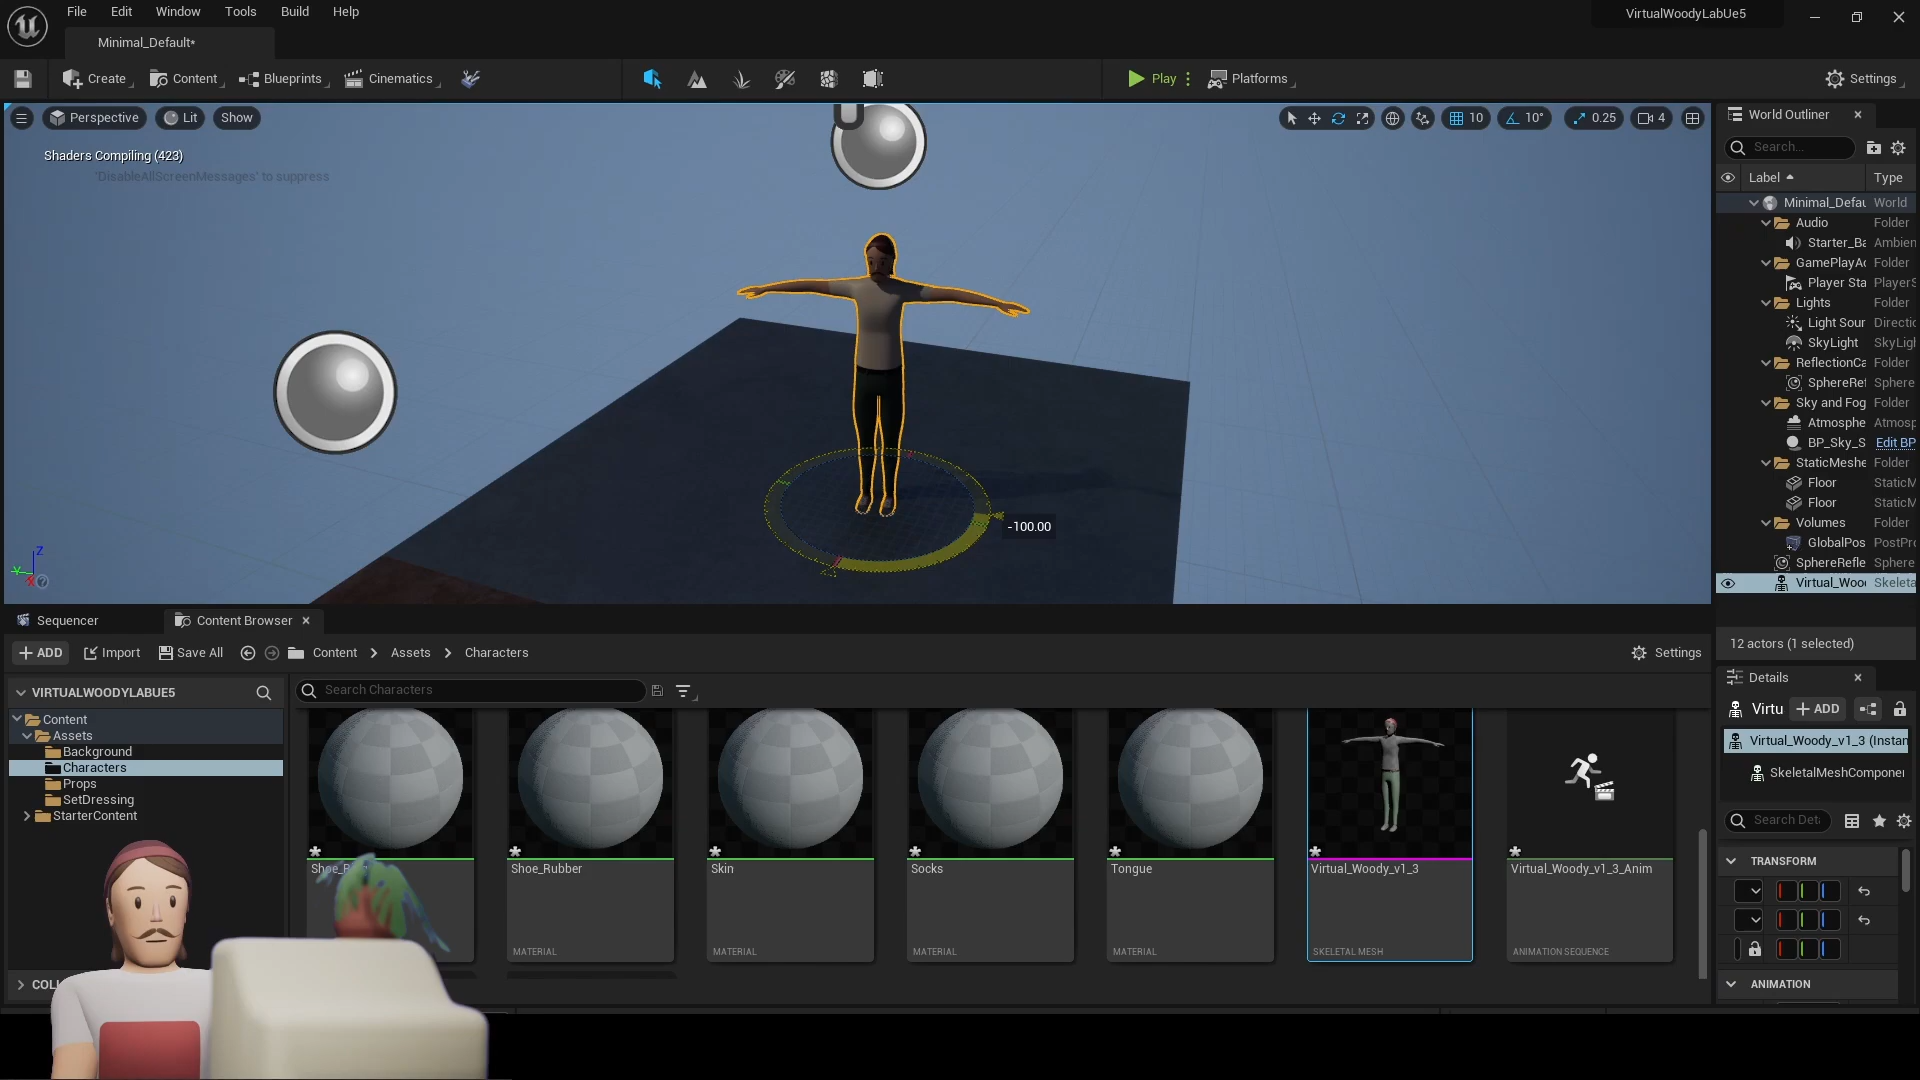 File Edit Window Tools Build Help
VirtualWoodyLabUe5
Minimal_Default*
Create Content Blueprints Cinematics Play Platforms Settings
Perspective Lit Show
10 10° 0.25 4
Shaders Compiling (423)
'DisableAllScreenMessages' to suppress
-100.00
Z
Y
X
World Outliner
Search...
Label Type
Minimal_Defau World
Audio Folder
Starter_Ba Ambien
GamePlayAc Folder
Player Sta PlayerS
Lights Folder
Light Sour Directio
SkyLight SkyLigh
ReflectionCa Folder
SphereRef Sphere
Sky and Fog Folder
Atmosphe Atmosp
BP_Sky_S Edit BP
StaticMeshe Folder
Floor StaticM
Floor StaticM
Volumes Folder
GlobalPos PostPro
SphereRefle Sphere
Virtual_Wood Skeleta
12 actors (1 selected)
Details
Virtu ADD
Virtual_Woody_v1_3 (Instan
SkeletalMeshComponen
Search Deta
TRANSFORM
ANIMATION
Sequencer Content Browser
ADD Import Save All Content Assets Characters Settings
VIRTUALWOODYLABUE5
Search Characters
Content
Assets
Background
Characters
Props
SetDressing
StarterContent
COLL
Shoe_Rubber
MATERIAL
Skin
MATERIAL
Socks
MATERIAL
Tongue
MATERIAL
Virtual_Woody_v1_3
SKELETAL MESH
Virtual_Woody_v1_3_Anim
ANIMATION SEQUENCE